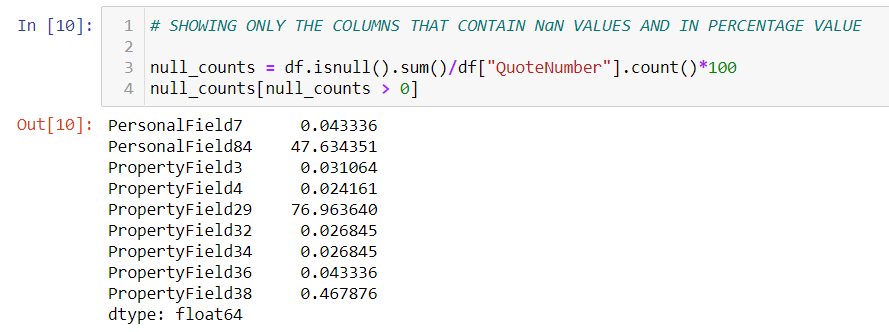 In [10]:
1 # SHOWING ONLY THE COLUMNS THAT CONTAIN NaN VALUES AND IN PERCENTAGE VALUE
2
3 null_counts = df.isnull().sum()/df["QuoteNumber"].count()*100
4 null_counts[null_counts > 0]
Out[10]:
PersonalField7 0.043336
PersonalField84 47.634351
PropertyField3 0.031064
PropertyField4 0.024161
PropertyField29 76.963640
PropertyField32 0.026845
PropertyField34 0.026845
PropertyField36 0.043336
PropertyField38 0.467876
dtype: float64